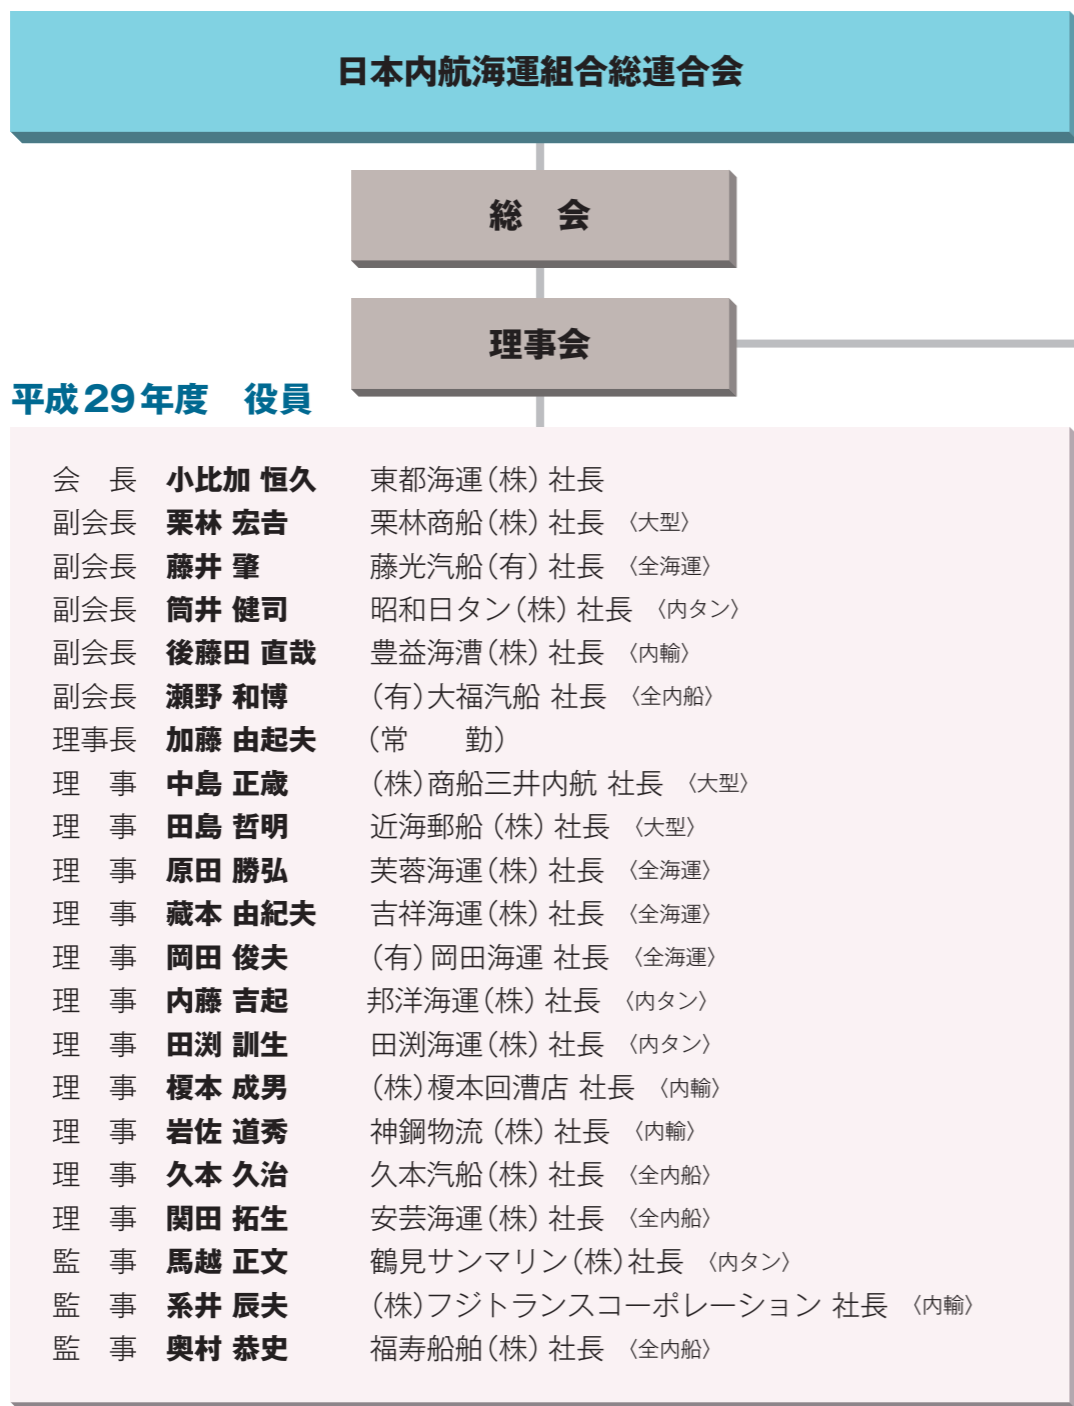 日本内航海運組合総連合会
総　会
理事会
平成29年度　役員
会　長　小比加 恒久　東都海運（株）社長
副会長　栗林 宏𠮷　栗林商船（株）社長　〈大型〉
副会長　藤井 肇　藤光汽船（有）社長　〈全海運〉
副会長　筒井 健司　昭和日タン（株）社長　〈内タン〉
副会長　後藤田 直哉　豊益海漕（株）社長　〈内輸〉
副会長　瀬野 和博　（有）大福汽船 社長　〈全内船〉
理事長　加藤 由起夫　（常　　勤）
理　事　中島 正歳　（株）商船三井内航 社長　〈大型〉
理　事　田島 哲明　近海郵船（株）社長　〈大型〉
理　事　原田 勝弘　芙蓉海運（株）社長　〈全海運〉
理　事　藏本 由紀夫　吉祥海運（株）社長　〈全海運〉
理　事　岡田 俊夫　（有）岡田海運 社長　〈全海運〉
理　事　内藤 吉起　邦洋海運（株）社長　〈内タン〉
理　事　田渕 訓生　田渕海運（株）社長　〈内タン〉
理　事　榎本 成男　（株）榎本回漕店 社長　〈内輸〉
理　事　岩佐 道秀　神鋼物流（株）社長　〈内輸〉
理　事　久本 久治　久本汽船（株）社長　〈全内船〉
理　事　関田 拓生　安芸海運（株）社長　〈全内船〉
監　事　馬越 正文　鶴見サンマリン（株）社長　〈内タン〉
監　事　系井 辰夫　（株）フジトランスコーポレーション 社長　〈内輸〉
監　事　奥村 恭史　福寿船舶（株）社長　〈全内船〉